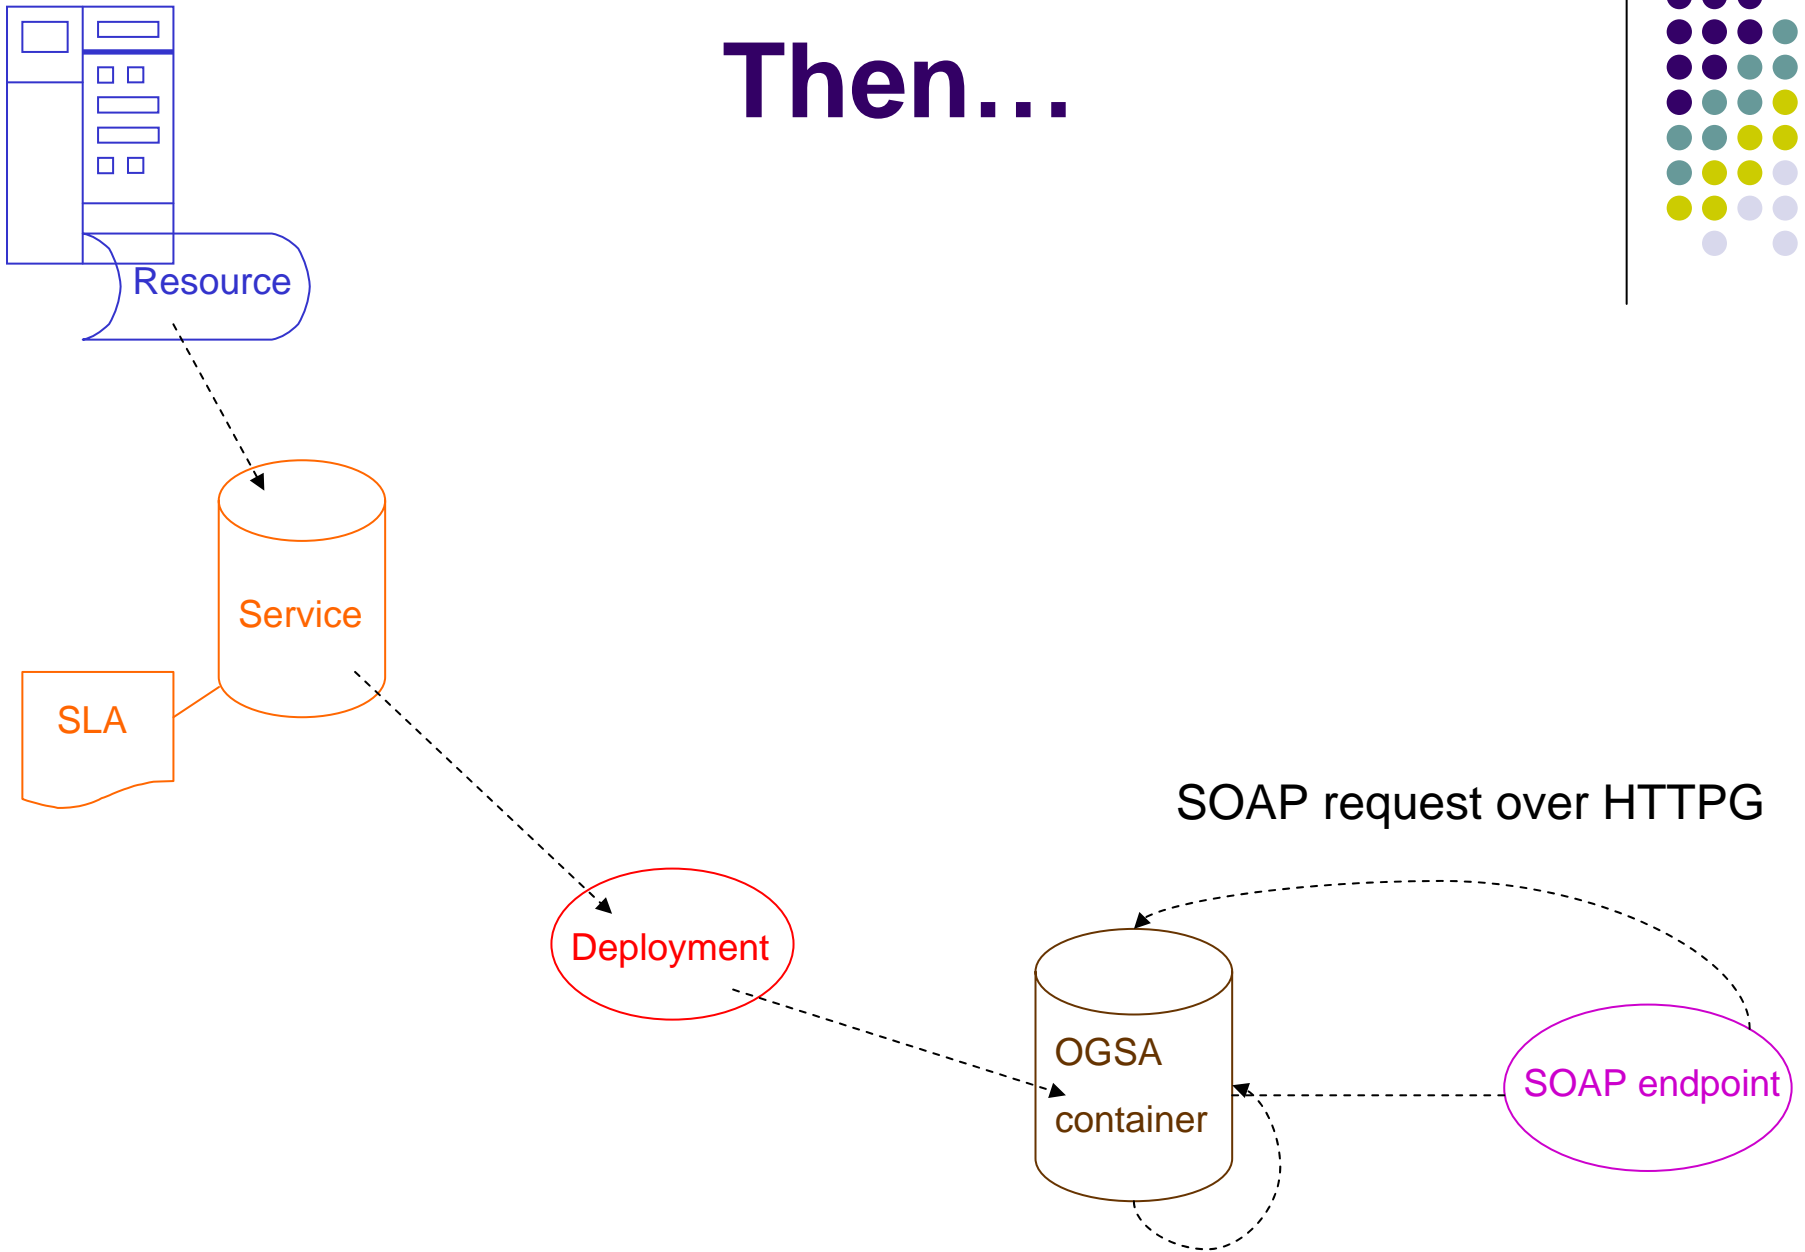 Then…
Resource
Service
SLA
SOAP request over HTTPG
Deployment
OGSA
container
SOAP endpoint